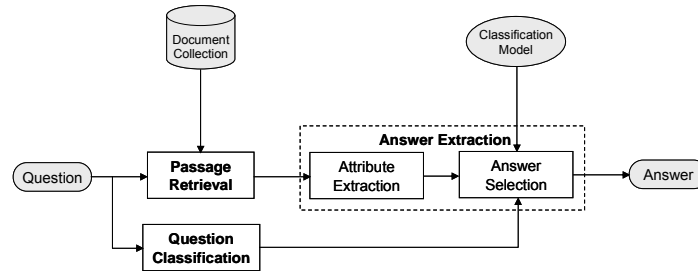 Document
Collection
Classification
Model
Answer Extraction
Question
Passage
Retrieval
Attribute
Extraction
Answer
Selection
Answer
Question
Classification